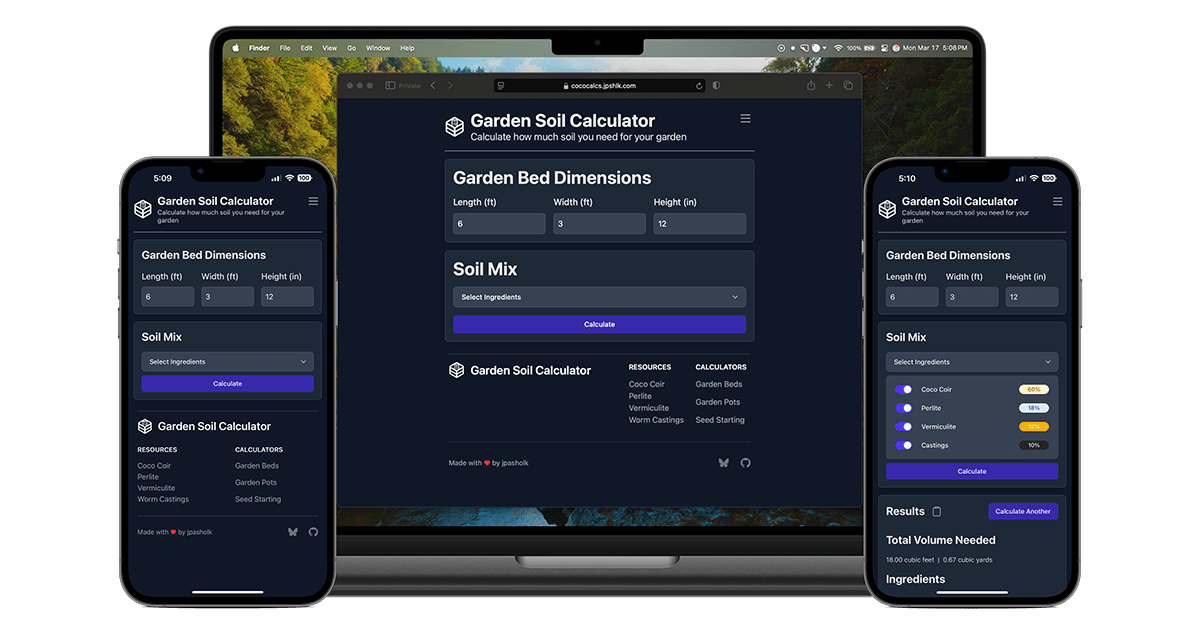 Finder File Edit View Go Window Help
100% Mon Mar 17 5:08 PM
Private
cococalcs.jpshlk.com
Garden Soil Calculator
Calculate how much soil you need for your garden
Garden Bed Dimensions
Length (ft) Width (ft) Height (in)
6 3 12
Soil Mix
Select Ingredients
Calculate
Garden Soil Calculator
RESOURCES CALCULATORS
Coco Coir Garden Beds
Perlite
Vermiculite Garden Pots
Worm Castings Seed Starting
Made with ❤ by jpasholk
5:09 100
Garden Soil Calculator
Calculate how much soil you need for your
garden
Garden Bed Dimensions
Length (ft) Width (ft) Height (in)
6 3 12
Soil Mix
Select Ingredients
Calculate
Garden Soil Calculator
RESOURCES CALCULATORS
Coco Coir Garden Beds
Perlite
Vermiculite Garden Pots
Worm Castings Seed Starting
Made with ❤ by jpasholk
5:10 100
Garden Soil Calculator
Calculate how much soil you need for your
garden
Garden Bed Dimensions
Length (ft) Width (ft) Height (in)
6 3 12
Soil Mix
Select Ingredients
Coco Coir 60%
Perlite 18%
Vermiculite 12%
Castings 10%
Calculate
Results Calculate Another
Total Volume Needed
18.00 cubic feet | 0.67 cubic yards
Ingredients